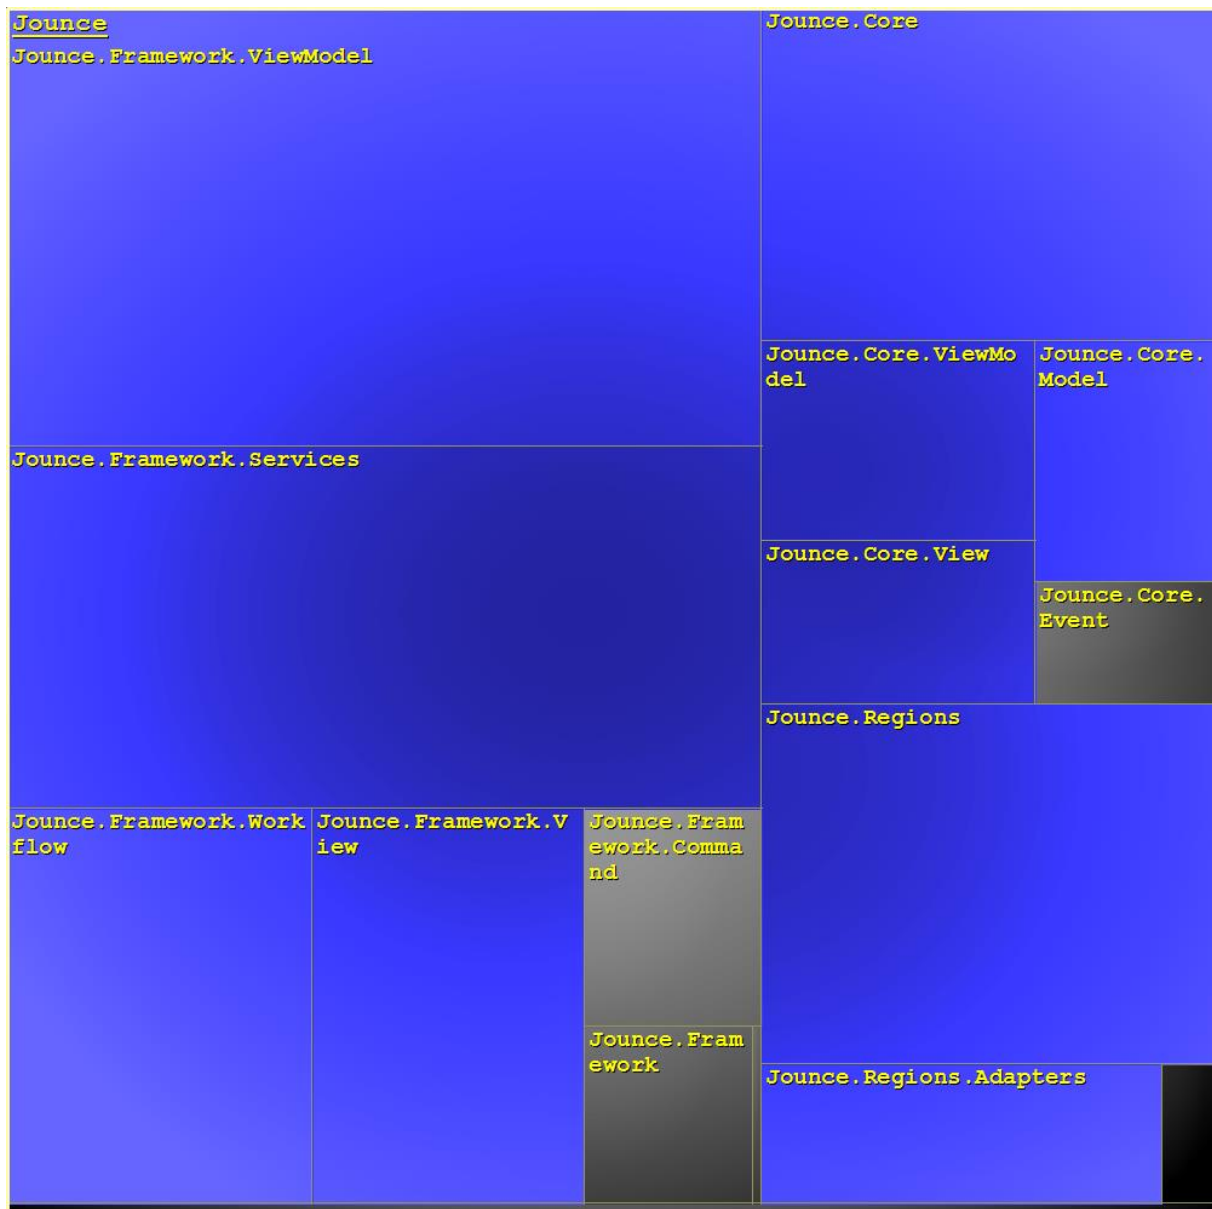 Jounce
Jounce.Framework.ViewModel
Jounce.Core
Jounce.Core.ViewMo
del
Jounce.Core.
Model
Jounce.Framework.Services
Jounce.Core.View
Jounce.Core.
Event
Jounce.Regions
Jounce.Framework.Work
flow
Jounce.Framework.V
iew
Jounce.Fram
ework.Comma
nd
Jounce.Fram
ework
Jounce.Regions.Adapters